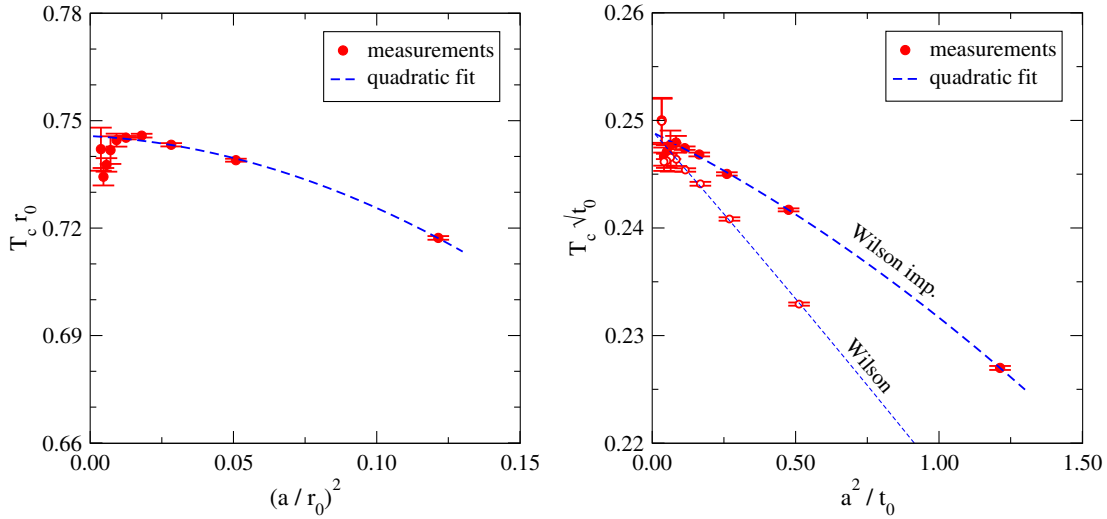 0.78
0.75
0.72
0.69
0.66
T_c r_0
measurements
quadratic fit
0.00
0.05
0.10
0.15
(a / r_0)^2
0.26
0.25
0.24
0.23
0.22
T_c √t_0
measurements
quadratic fit
Wilson imp.
Wilson
0.00
0.50
1.00
1.50
a^2 / t_0